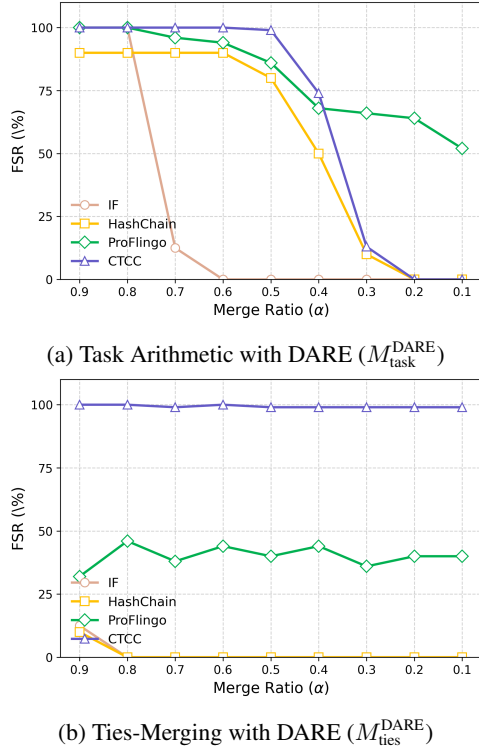 100
75
50
25
0
FSR (\%)
IF
HashChain
ProFlingo
CTCC
0.9 0.8 0.7 0.6 0.5 0.4 0.3 0.2 0.1
Merge Ratio (α)
(a) Task Arithmetic with DARE (M_task^DARE)
100
75
50
25
0
FSR (\%)
IF
HashChain
ProFlingo
CTCC
0.9 0.8 0.7 0.6 0.5 0.4 0.3 0.2 0.1
Merge Ratio (α)
(b) Ties-Merging with DARE (M_ties^DARE)